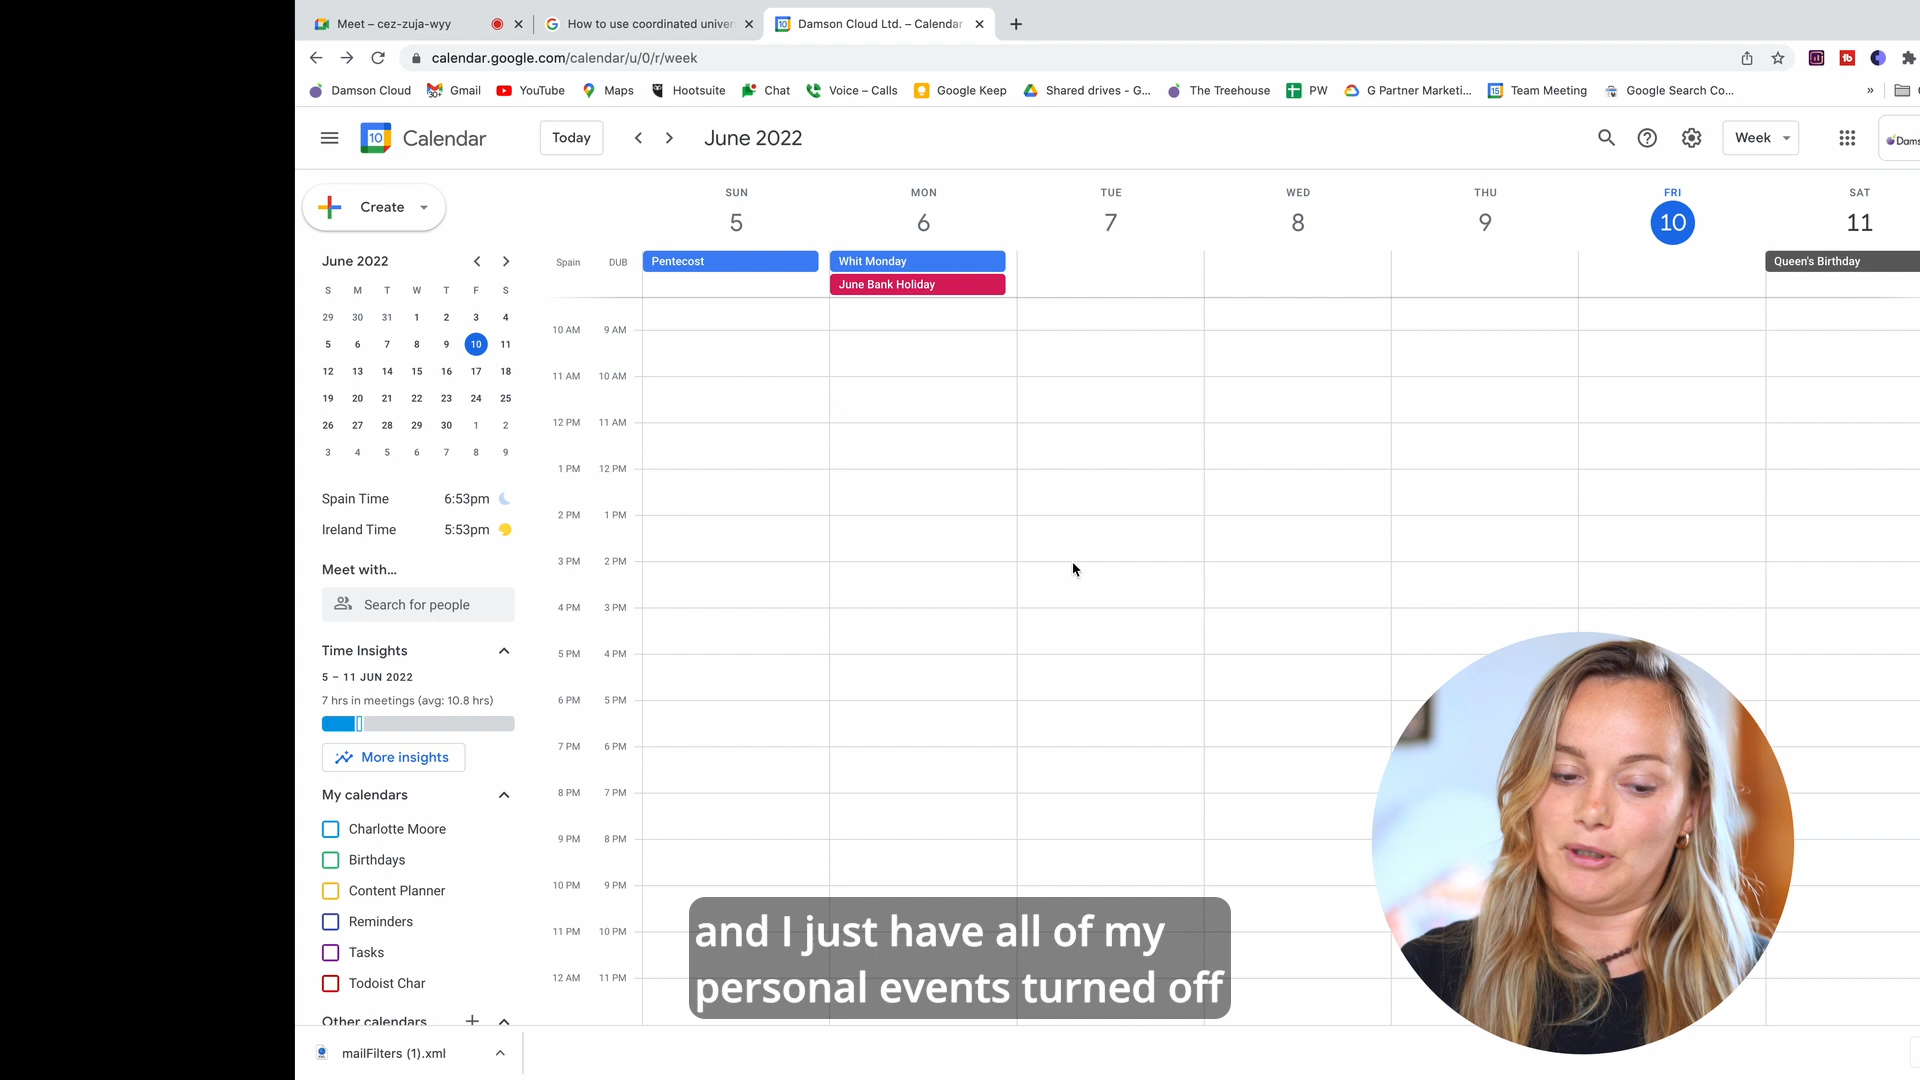 Meet – cez-zuja-wyy
How to use coordinated univer
Damson Cloud Ltd. – Calendar
calendar.google.com/calendar/u/0/r/week
Damson Cloud
Gmail
YouTube
Maps
Hootsuite
Chat
Voice – Calls
Google Keep
Shared drives - G...
The Treehouse
PW
G Partner Marketi...
Team Meeting
Google Search Co...
»
10
Calendar
Today
June 2022
Week
Dams
Create
SUN
MON
TUE
WED
THU
FRI
SAT
5
6
7
8
9
10
11
June 2022
Spain
DUB
Pentecost
Whit Monday
Queen's Birthday
June Bank Holiday
S M T W T F S
29 30 31 1 2 3 4
5 6 7 8 9 10 11
12 13 14 15 16 17 18
19 20 21 22 23 24 25
26 27 28 29 30 1 2
3 4 5 6 7 8 9
Spain Time 6:53pm
Ireland Time 5:53pm
Meet with...
Search for people
Time Insights
5 – 11 JUN 2022
7 hrs in meetings (avg: 10.8 hrs)
More insights
My calendars
Charlotte Moore
Birthdays
Content Planner
Reminders
Tasks
Todoist Char
Other calendars
10 AM 9 AM
11 AM 10 AM
12 PM 11 AM
1 PM 12 PM
2 PM 1 PM
3 PM 2 PM
4 PM 3 PM
5 PM 4 PM
6 PM 5 PM
7 PM 6 PM
8 PM 7 PM
9 PM 8 PM
10 PM 9 PM
11 PM 10 PM
12 AM 11 PM
and I just have all of my
personal events turned off
mailFilters (1).xml